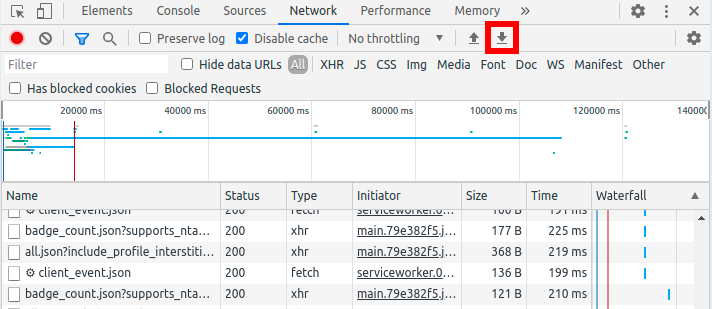 Elements Console Sources Network Performance Memory »
Preserve log Disable cache No throttling
Filter Hide data URLs All XHR JS CSS Img Media Font Doc WS Manifest Other
Has blocked cookies Blocked Requests
20000 ms 40000 ms 60000 ms 80000 ms 100000 ms 120000 ms 140000
Name Status Type Initiator Size Time Waterfall
client_event.json 200 fetch serviceworker.0... 166 B 191 ms
badge_count.json?supports_nta... 200 xhr main.79e382f5.j... 177 B 225 ms
all.json?include_profile_interstiti... 200 xhr main.79e382f5.j... 368 B 219 ms
client_event.json 200 fetch serviceworker.0... 136 B 199 ms
badge_count.json?supports_nta... 200 xhr main.79e382f5.j... 121 B 210 ms